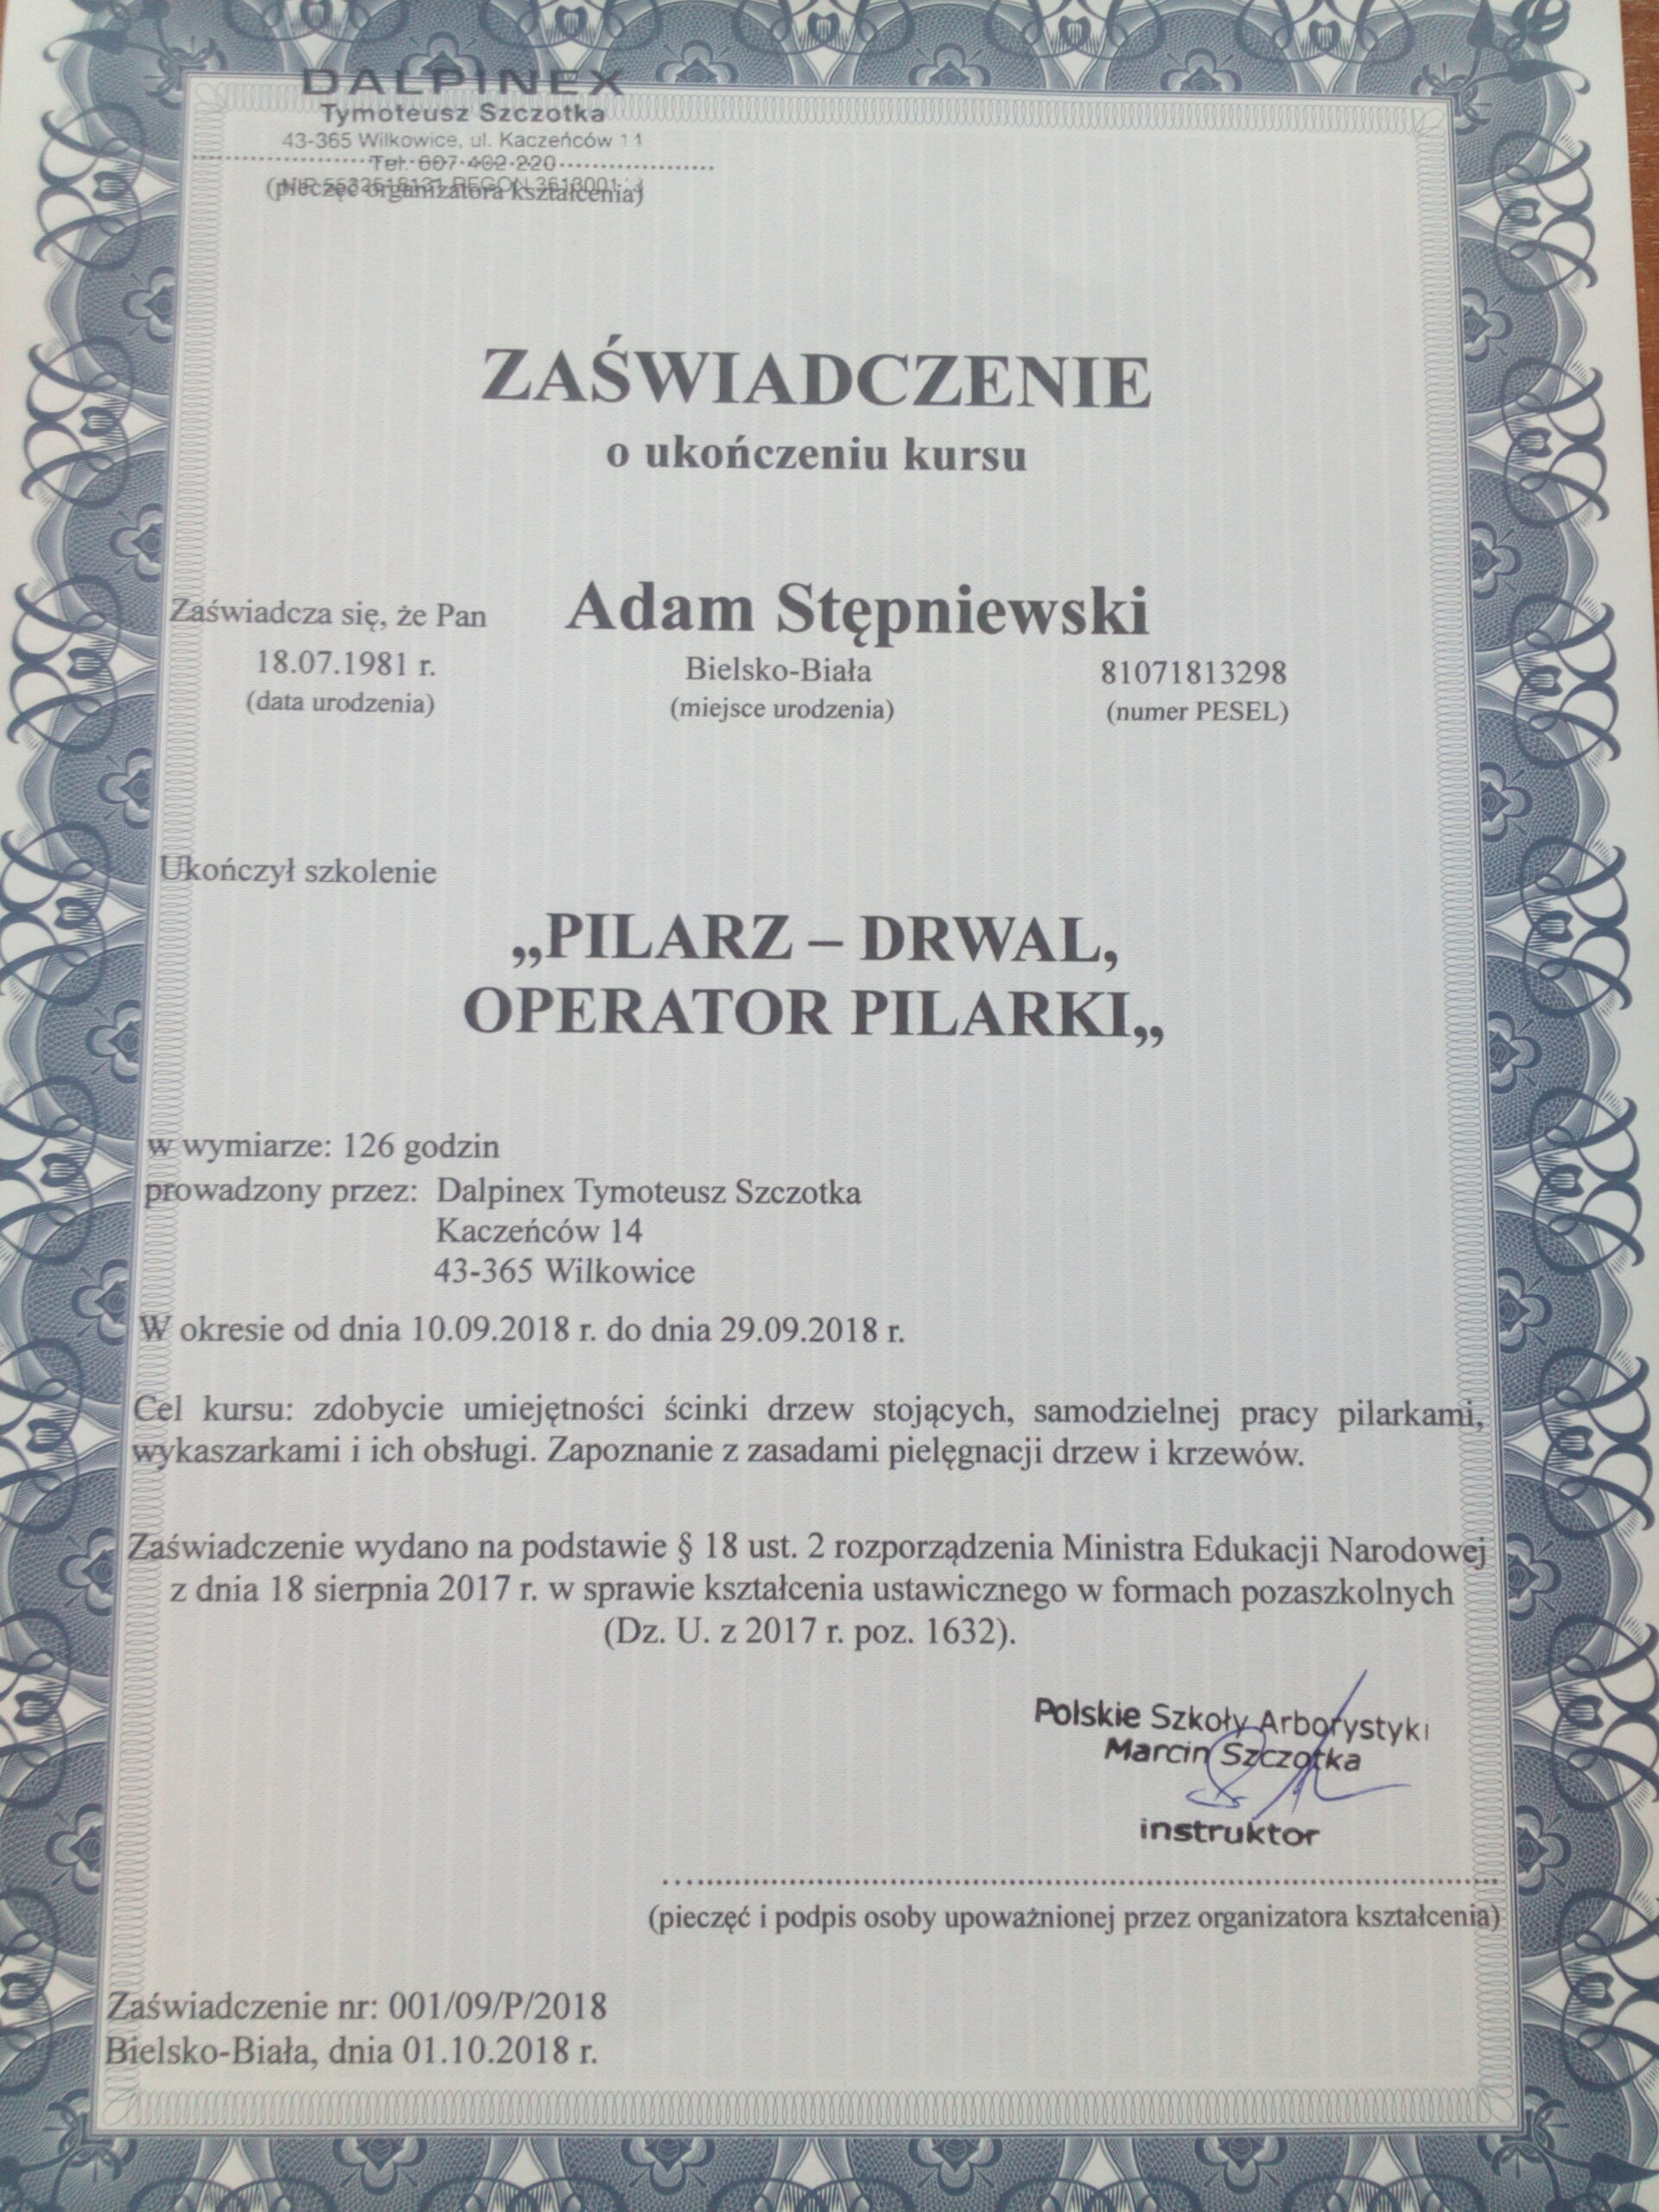 DALPINEX
Tymoteusz Szczotka
43-365 Wilkowice, ul. Kaczeńców 14
Tel. 607 402 220
(pieczęć organizatora kształcenia)
ZAŚWIADCZENIE
o ukończeniu kursu
Zaświadcza się, że Pan Adam Stępniewski
18.07.1981 r. Bielsko-Biała 81071813298
(data urodzenia) (miejsce urodzenia) (numer PESEL)
Ukończył szkolenie
„PILARZ – DRWAL,
OPERATOR PILARKI„
w wymiarze: 126 godzin
prowadzony przez: Dalpinex Tymoteusz Szczotka
Kaczeńców 14
43-365 Wilkowice
W okresie od dnia 10.09.2018 r. do dnia 29.09.2018 r.
Cel kursu: zdobycie umiejętności ścinki drzew stojących, samodzielnej pracy pilarkami,
wykaszarkami i ich obsługi. Zapoznanie z zasadami pielęgnacji drzew i krzewów.
Zaświadczenie wydano na podstawie § 18 ust. 2 rozporządzenia Ministra Edukacji Narodowej
z dnia 18 sierpnia 2017 r. w sprawie kształcenia ustawicznego w formach pozaszkolnych
(Dz. U. z 2017 r. poz. 1632).
Polskie Szkoły Arborystyki
Marcin Szczotka
instruktor
(pieczęć i podpis osoby upoważnionej przez organizatora kształcenia)
Zaświadczenie nr: 001/09/P/2018
Bielsko-Biała, dnia 01.10.2018 r.